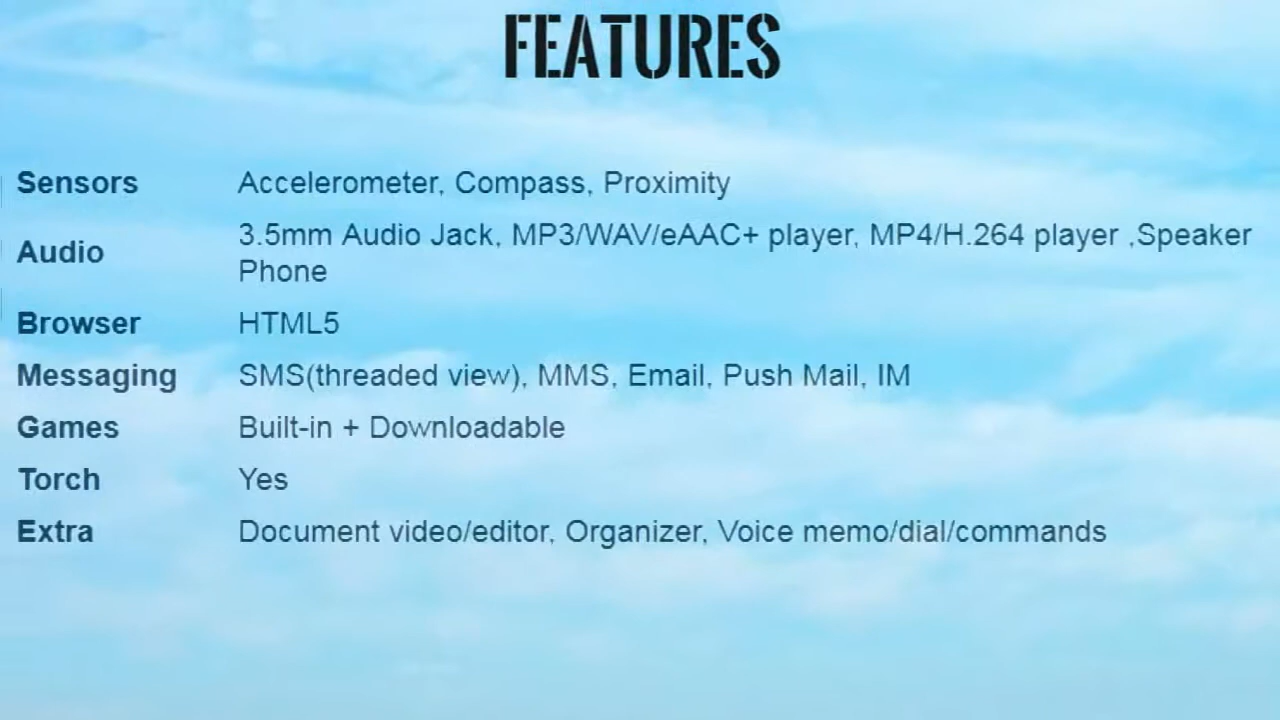 FEATURES
Sensors Accelerometer, Compass, Proximity
Audio 3.5mm Audio Jack, MP3/WAV/eAAC+ player, MP4/H.264 player ,Speaker
Phone
Browser HTML5
Messaging SMS(threaded view), MMS, Email, Push Mail, IM
Games Built-in + Downloadable
Torch Yes
Extra Document video/editor, Organizer, Voice memo/dial/commands